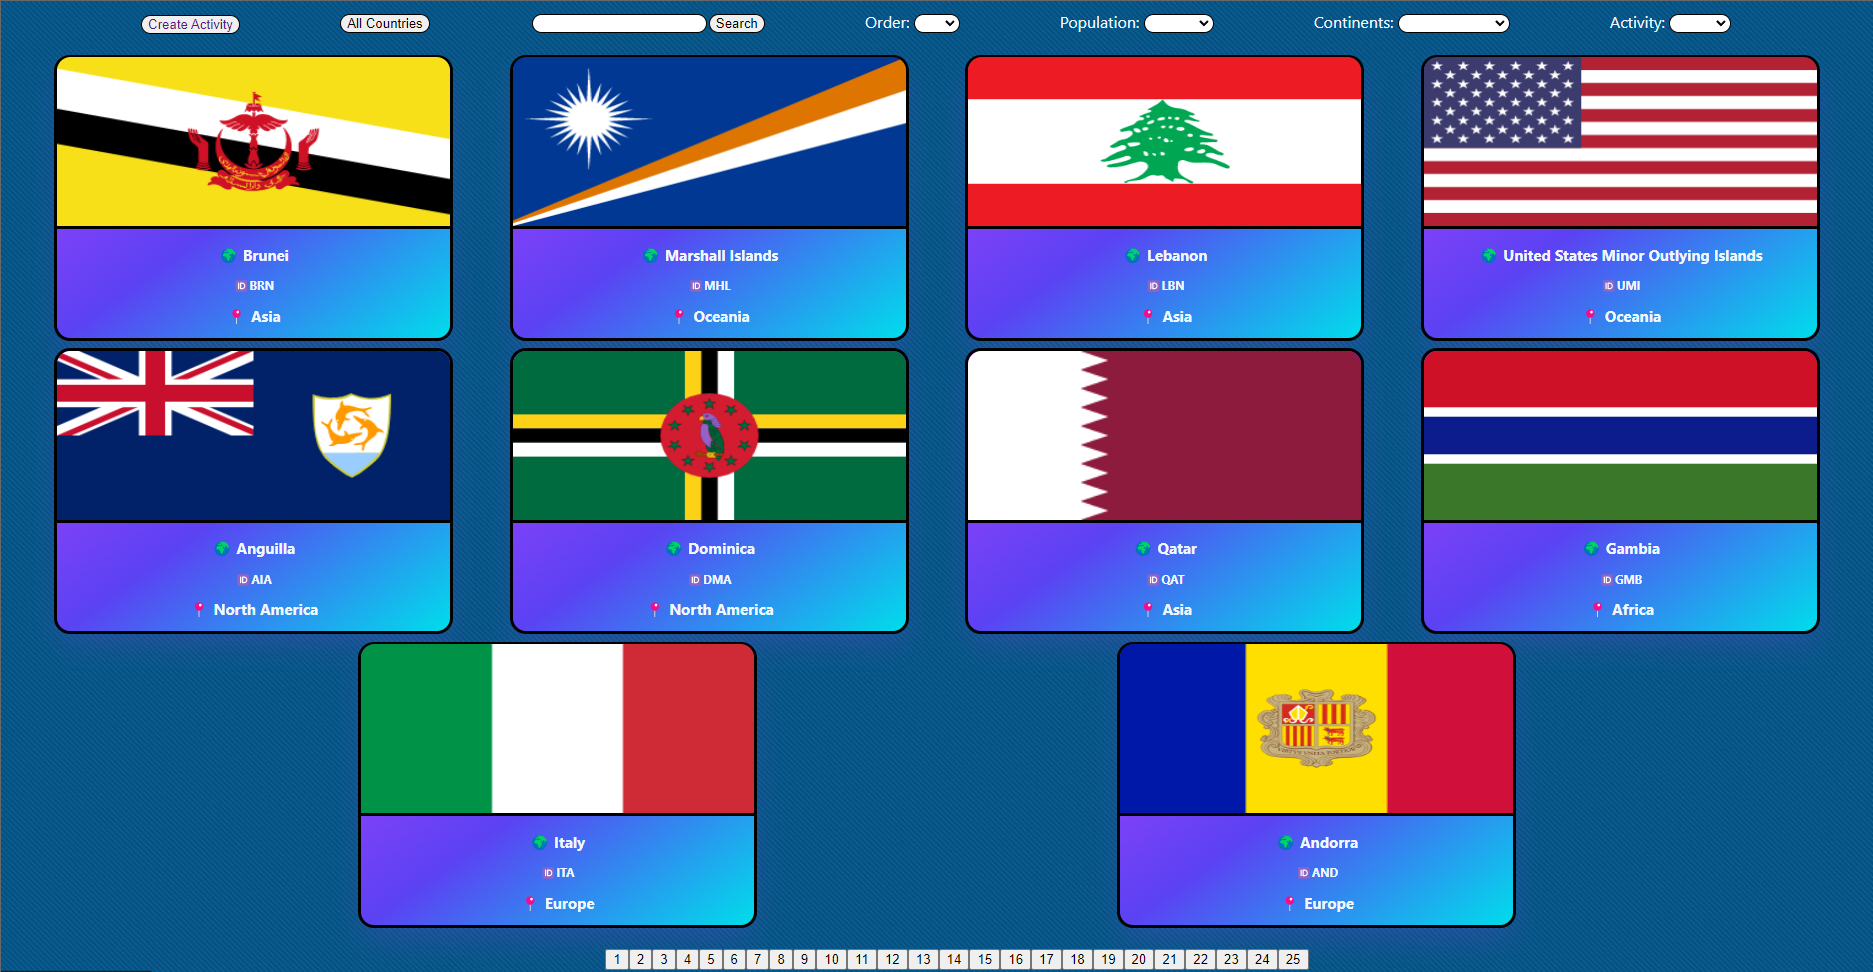 Create Activity All Countries Search Order: Population: Continents: Activity:
Brunei Marshall Islands Lebanon United States Minor Outlying Islands
ID BRN ID MHL ID LBN ID UMI
Asia Oceania Asia Oceania
Anguilla Dominica Qatar Gambia
ID AIA ID DMA ID QAT ID GMB
North America North America Asia Africa
Italy Andorra
ID ITA ID AND
Europe Europe
1 2 3 4 5 6 7 8 9 10 11 12 13 14 15 16 17 18 19 20 21 22 23 24 25